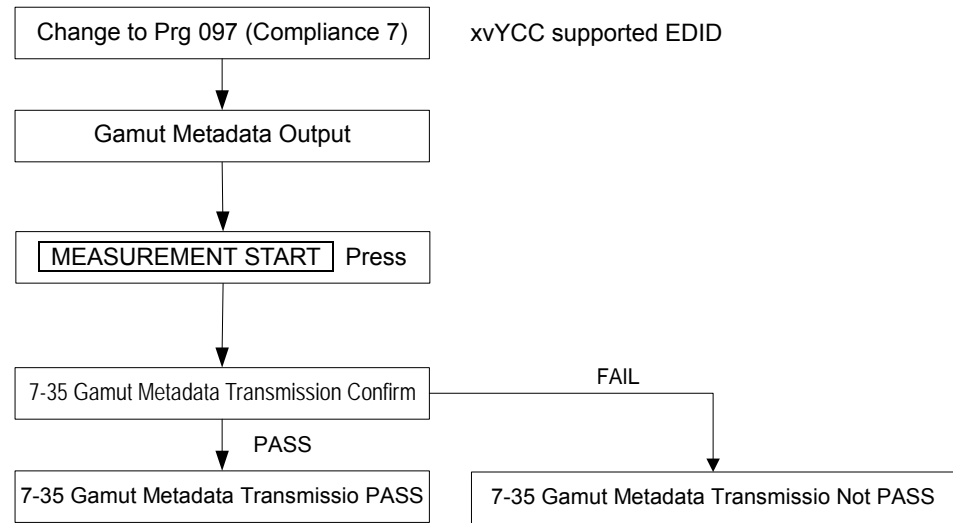 Change to Prg 097 (Compliance 7)
xvYCC supported EDID
Gamut Metadata Output
MEASUREMENT START Press
7-35 Gamut Metadata Transmission Confirm
FAIL
PASS
7-35 Gamut Metadata Transmissio PASS
7-35 Gamut Metadata Transmissio Not PASS